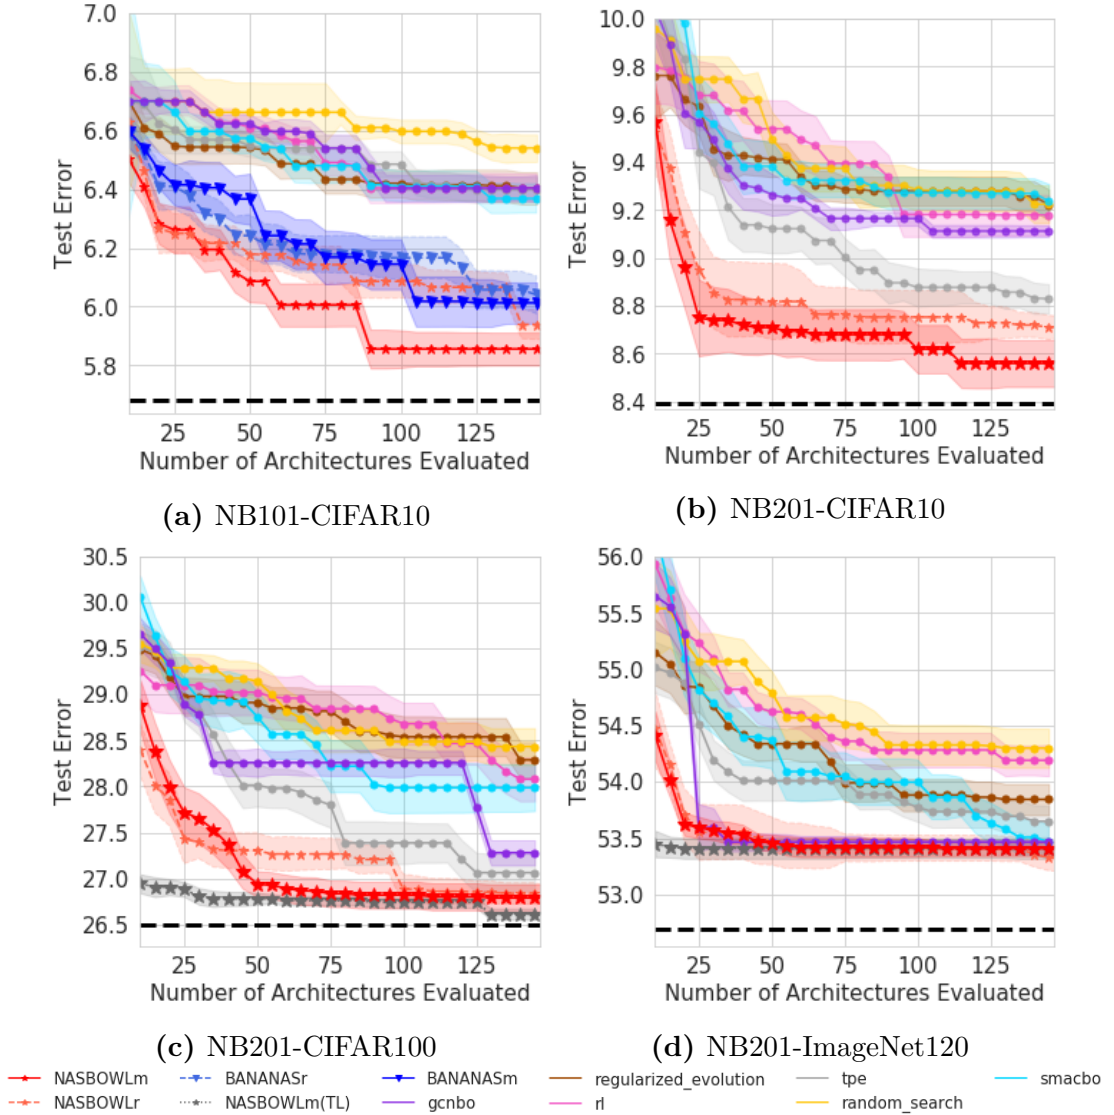 7.0
6.8
6.6
6.4
6.2
6.0
5.8
Test Error
25 50 75 100 125
Number of Architectures Evaluated
(a) NB101-CIFAR10
10.0
9.8
9.6
9.4
9.2
9.0
8.8
8.6
8.4
Test Error
25 50 75 100 125
Number of Architectures Evaluated
(b) NB201-CIFAR10
30.5
30.0
29.5
29.0
28.5
28.0
27.5
27.0
26.5
Test Error
25 50 75 100 125
Number of Architectures Evaluated
(c) NB201-CIFAR100
56.0
55.5
55.0
54.5
54.0
53.5
53.0
Test Error
25 50 75 100 125
Number of Architectures Evaluated
(d) NB201-ImageNet120
NASBOWLm BANANASr BANANASm regularized_evolution tpe smacbo
NASBOWLr NASBOWLm(TL) gcnbo rl random_search